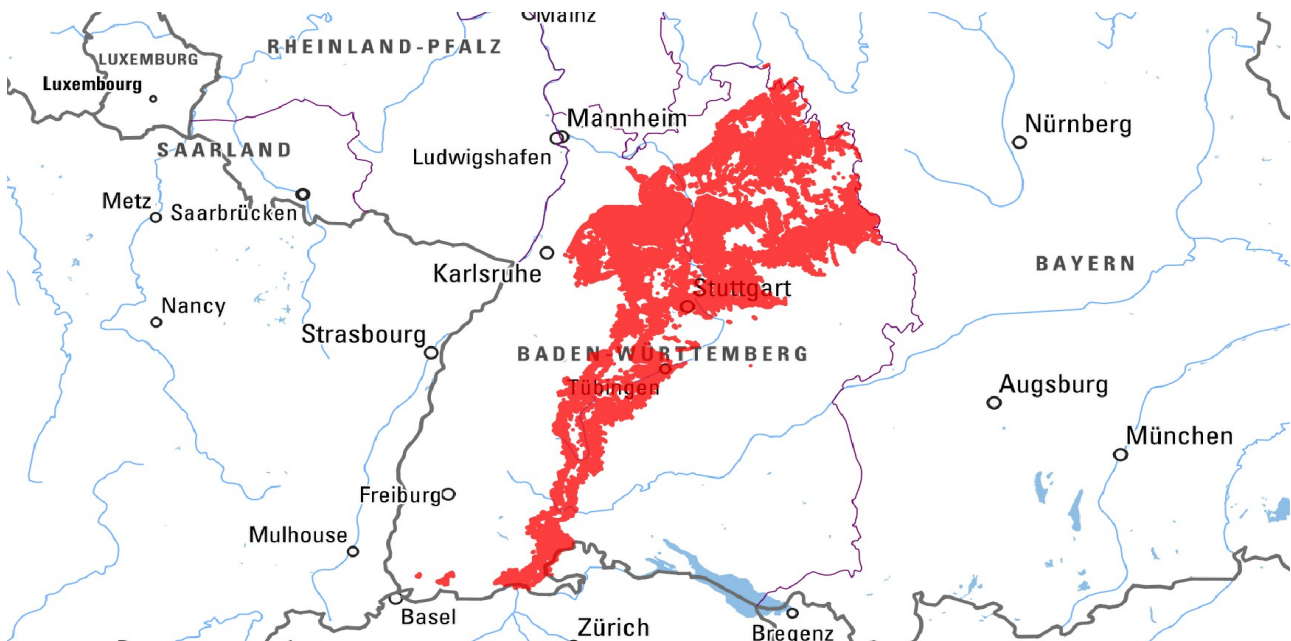 Mainz
RHEINLAND-PFALZ
LUXEMBURG
Luxembourg
Mannheim
Nürnberg
SAARLAND
Ludwigshafen
Metz
Saarbrücken
Karlsruhe
BAYERN
Stuttgart
Nancy
Strasbourg
BADEN-WÜRTTEMBERG
Tübingen
Augsburg
München
Freiburg
Mulhouse
Basel
Zürich
Bregenz